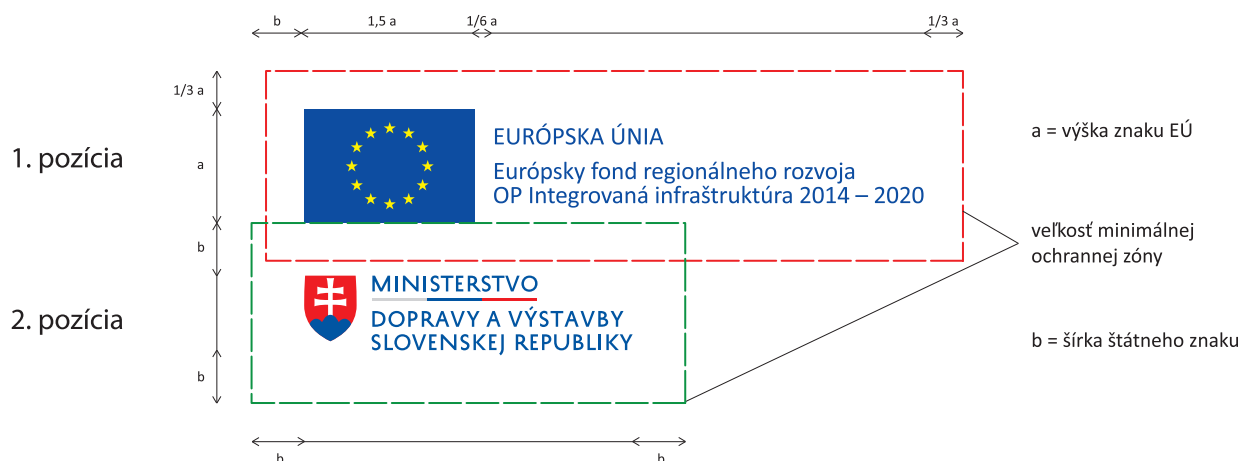 b
1,5 a
1/6 a
1/3 a
1/3 a
1. pozícia
a
EURÓPSKA ÚNIA
Európsky fond regionálneho rozvoja
OP Integrovaná infraštruktúra 2014 – 2020
a = výška znaku EÚ
b
veľkosť minimálnej
ochrannej zóny
2. pozícia
MINISTERSTVO
DOPRAVY A VÝSTAVBY
SLOVENSKEJ REPUBLIKY
b = šírka štátneho znaku
b
b
b